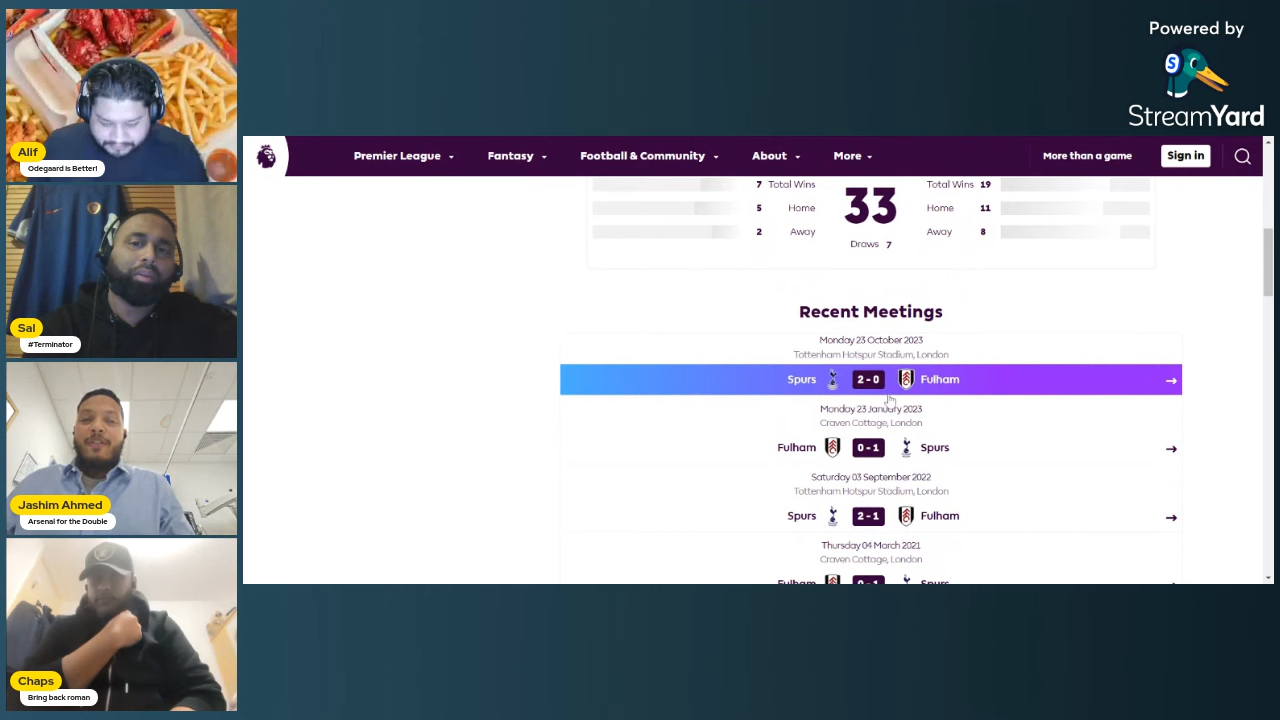 Powered by
StreamYard
Alif
Odegaard is Better!
Sal
#Terminator
Jashim Ahmed
Arsenal for the Double
Chaps
Bring back roman
Premier League
Fantasy
Football & Community
About
More
More than a game
Sign in
7 Total Wins
5 Home
2 Away
33
Draws 7
Total Wins 19
Home 11
Away 8
Recent Meetings
Monday 23 October 2023
Tottenham Hotspur Stadium, London
Spurs 2 - 0 Fulham
Monday 23 January 2023
Craven Cottage, London
Fulham 0 - 1 Spurs
Saturday 03 September 2022
Tottenham Hotspur Stadium, London
Spurs 2 - 1 Fulham
Thursday 04 March 2021
Craven Cottage, London
Fulham 0 - 1 Spurs